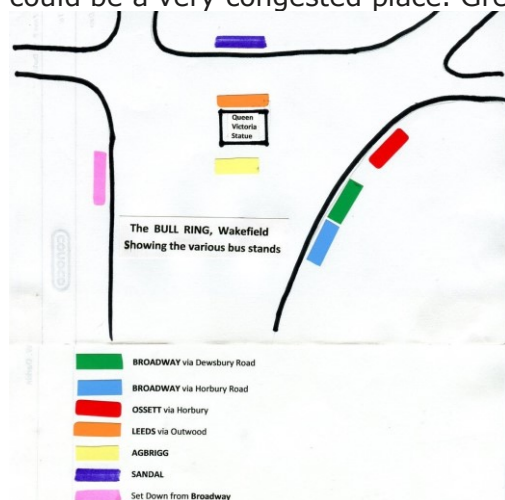 could be a very congested place. Gre
Queen
Victoria
Statue
The BULL RING, Wakefield
Showing the various bus stands
conoco
BROADWAY via Dewsbury Road
BROADWAY via Horbury Road
OSSETT via Horbury
LEEDS via Outwood
AGBRIGG
SANDAL
Set Down from Broadway